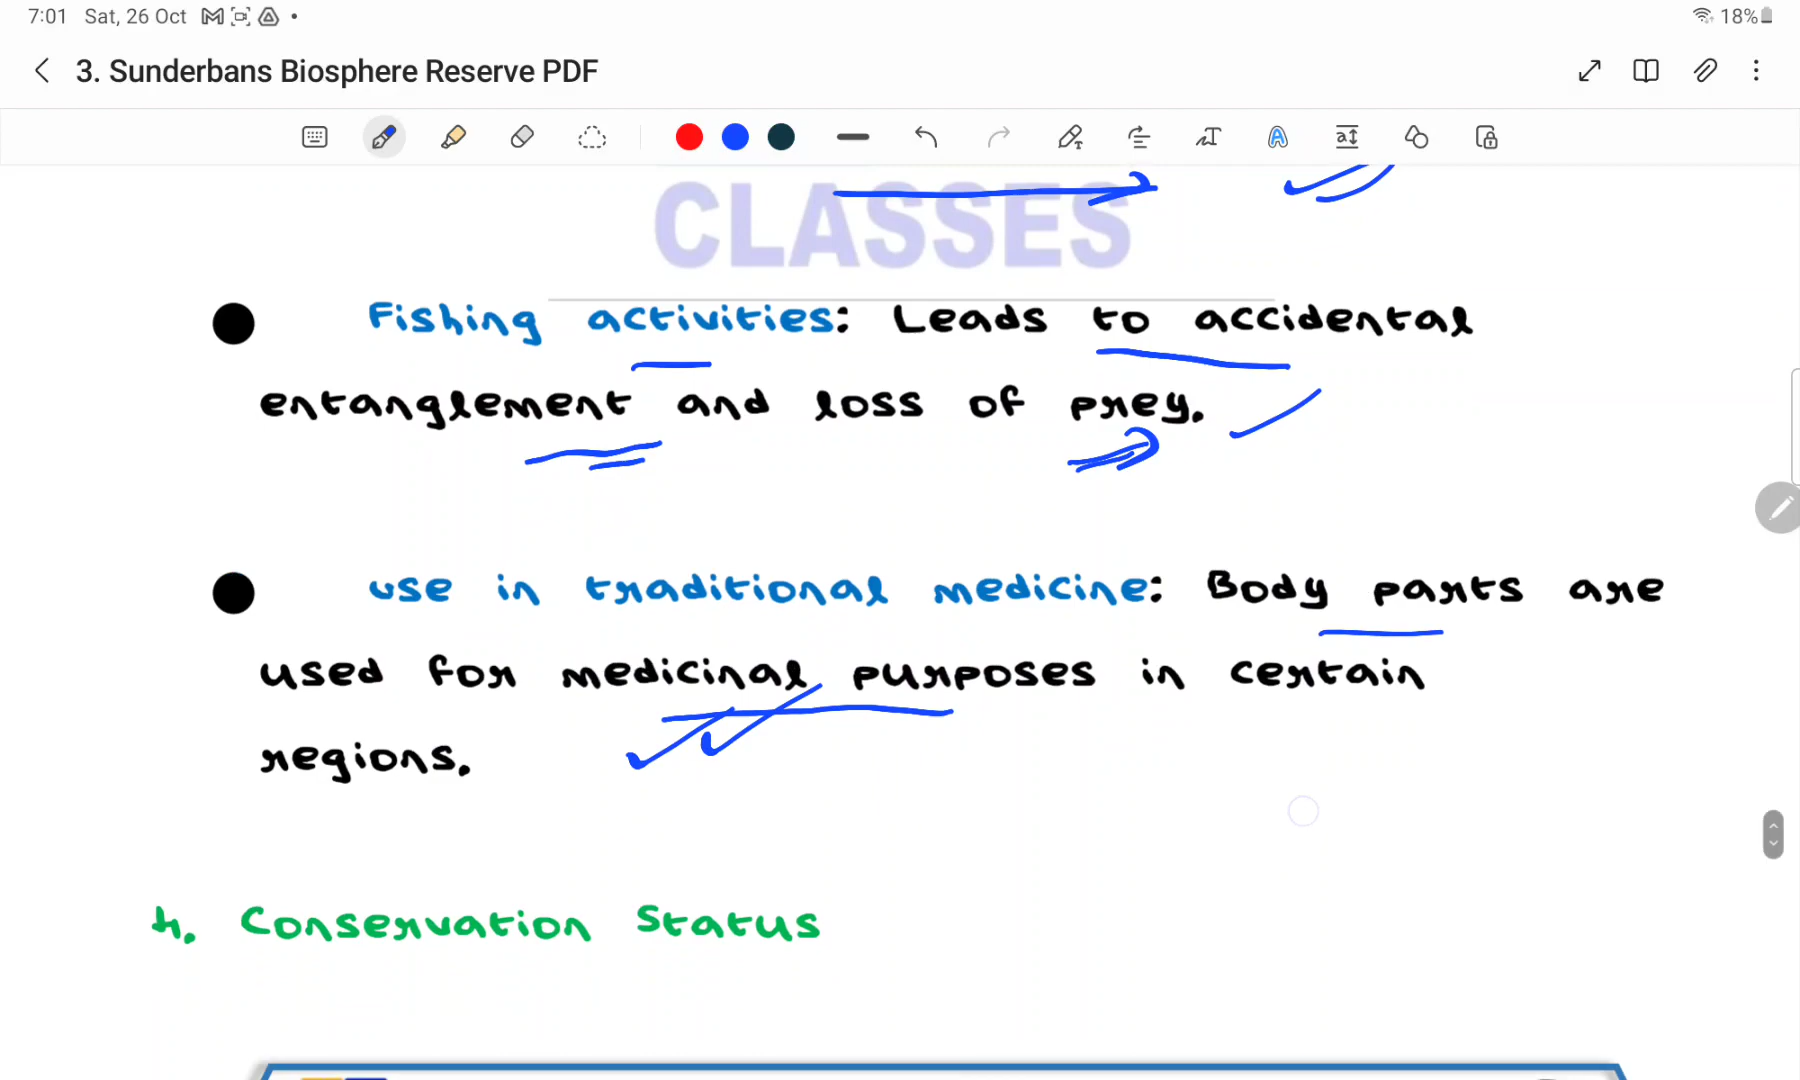 7:01 Sat, 26 Oct 18%
3. Sunderbans Biosphere Reserve PDF
CLASSES
Fishing activities: Leads to accidental
entanglement and loss of prey.
use in traditional medicine: Body parts are
used for medicinal purposes in certain
regions.
4. Conservation Status